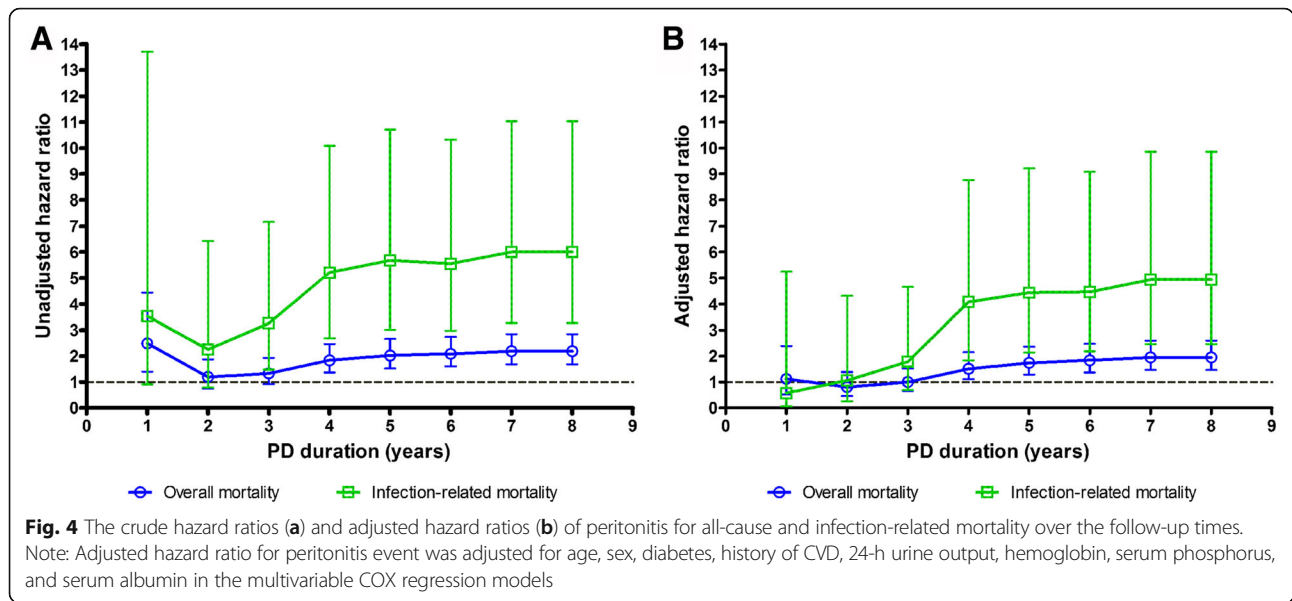 A
B
Unadjusted hazard ratio
14
13
12
11
10
9
8
7
6
5
4
3
2
1
0
0 1 2 3 4 5 6 7 8 9
PD duration (years)
Overall mortality Infection-related mortality
Adjusted hazard ratio
14
13
12
11
10
9
8
7
6
5
4
3
2
1
0
0 1 2 3 4 5 6 7 8 9
PD duration (years)
Overall mortality Infection-related mortality
Fig. 4 The crude hazard ratios (a) and adjusted hazard ratios (b) of peritonitis for all-cause and infection-related mortality over the follow-up times.
Note: Adjusted hazard ratio for peritonitis event was adjusted for age, sex, diabetes, history of CVD, 24-h urine output, hemoglobin, serum phosphorus,
and serum albumin in the multivariable COX regression models